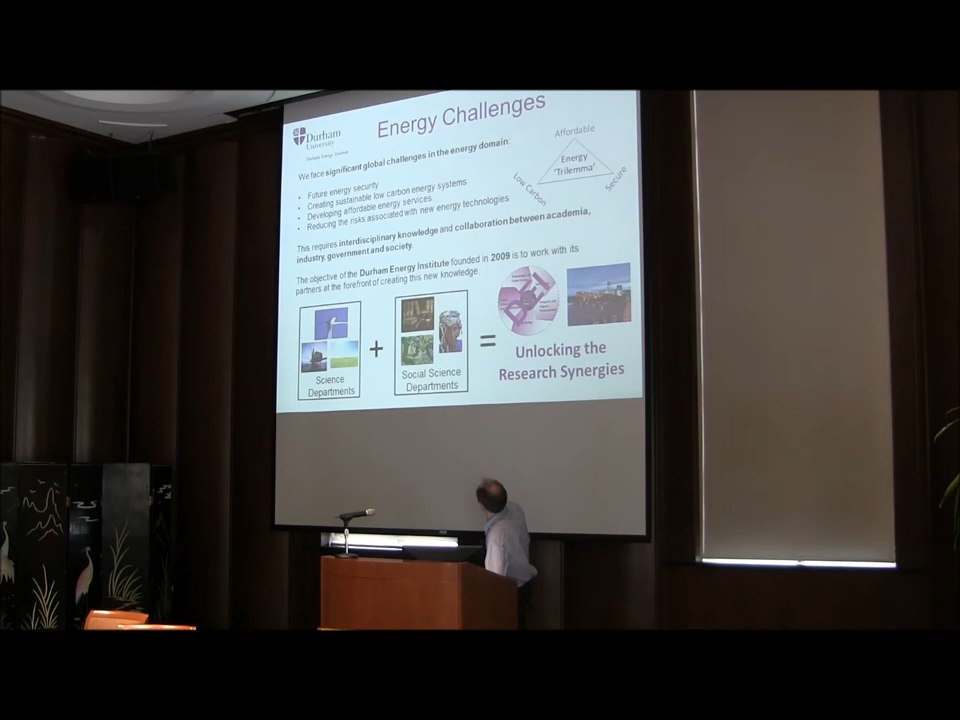 Energy Challenges
Durham
University
Durham Energy Institute
We face significant global challenges in the energy domain:
• Future energy security
• Creating sustainable low carbon energy systems
• Developing affordable energy services
• Reducing the risks associated with new energy technologies
Affordable
Energy
'Trilemma'
Low Carbon
Secure
This requires interdisciplinary knowledge and collaboration between academia,
industry, government and society.
The objective of the Durham Energy Institute founded in 2009 is to work with its
partners at the forefront of creating this new knowledge.
Science
Departments
+
Social Science
Departments
=
Unlocking the
Research Synergies